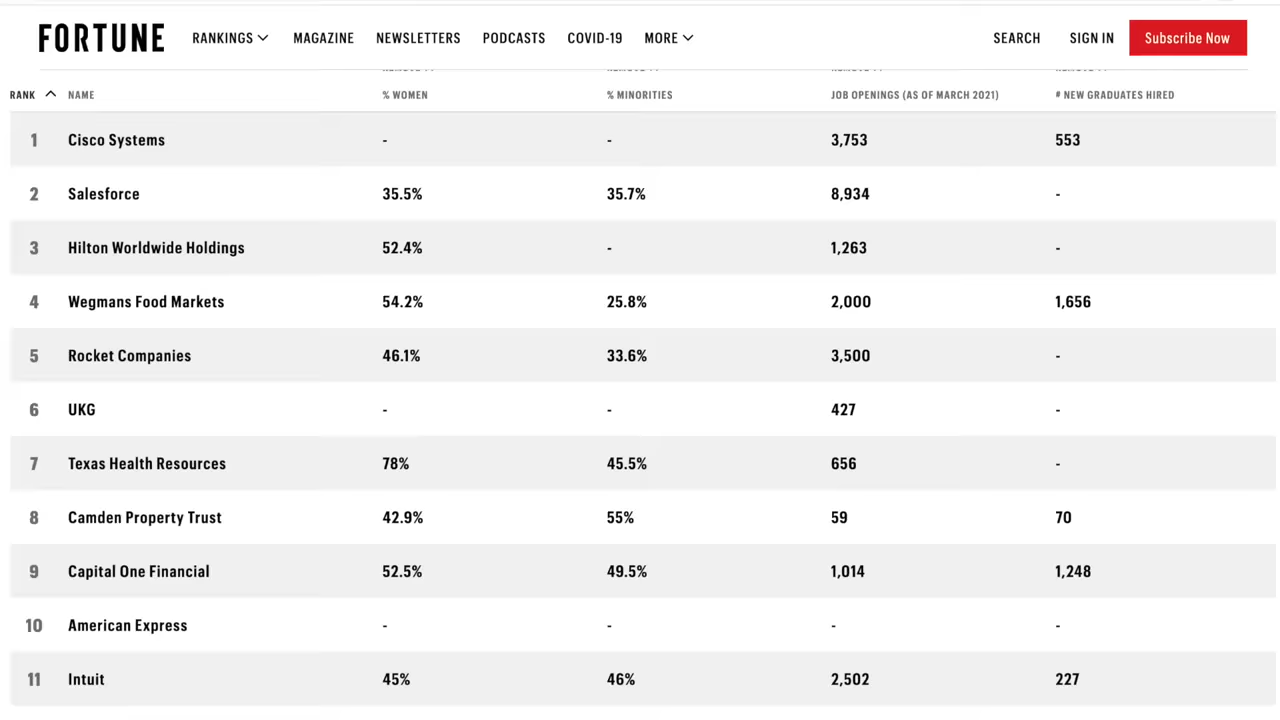 FORTUNE RANKINGS MAGAZINE NEWSLETTERS PODCASTS COVID-19 MORE SEARCH SIGN IN Subscribe Now
RANK NAME % WOMEN % MINORITIES JOB OPENINGS (AS OF MARCH 2021) # NEW GRADUATES HIRED
1 Cisco Systems - - 3,753 553
2 Salesforce 35.5% 35.7% 8,934 -
3 Hilton Worldwide Holdings 52.4% - 1,263 -
4 Wegmans Food Markets 54.2% 25.8% 2,000 1,656
5 Rocket Companies 46.1% 33.6% 3,500 -
6 UKG - - 427 -
7 Texas Health Resources 78% 45.5% 656 -
8 Camden Property Trust 42.9% 55% 59 70
9 Capital One Financial 52.5% 49.5% 1,014 1,248
10 American Express - - - -
11 Intuit 45% 46% 2,502 227